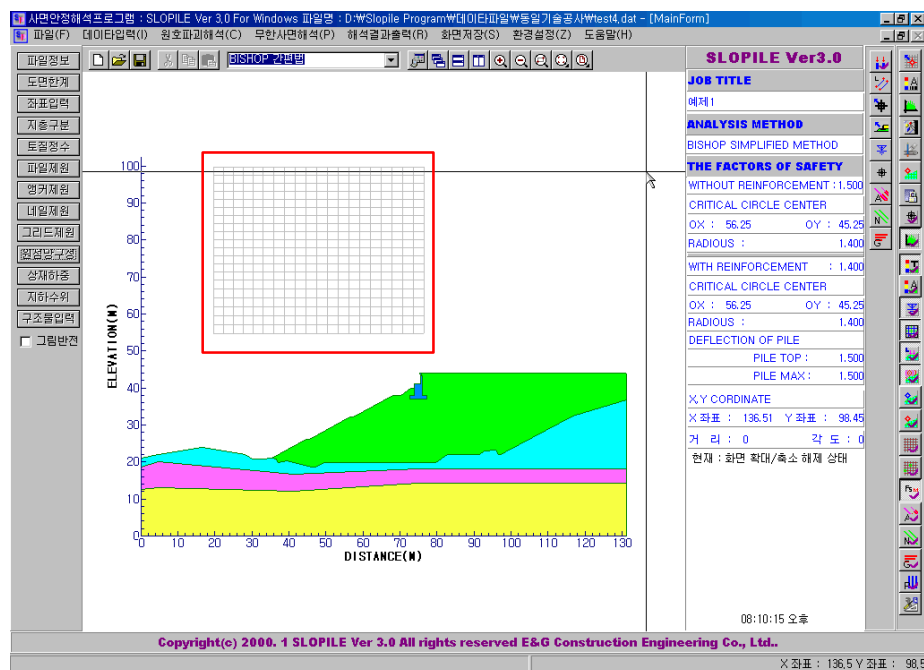 사면안정해석프로그램 : SLOPILE Ver 3,0 For Windows 파일명 : D:₩Slopile Program₩데이타파일₩동일기술공사₩test4,dat - [MainForm]
파일(F) 데이타입력(I) 원호파괴해석(C) 무한사면해석(P) 해석결과출력(R) 화면저장(S) 환경설정(Z) 도움말(H)
BISHOP 간편법
파일정보
도면한계
좌표입력
지층구분
토질정수
파일제원
앵커제원
네일제원
그리드제원
원점망구성
상재하중
지하수위
구조물입력
그림반전
ELEVATION(M)
100
90
80
70
60
50
40
30
20
10
0
0 10 20 30 40 50 60 70 80 90 100 110 120 130
DISTANCE(M)
SLOPILE Ver3.0
JOB TITLE
예제1
ANALYSIS METHOD
BISHOP SIMPLIFIED METHOD
THE FACTORS OF SAFETY
WITHOUT REINFORCEMENT : 1.500
CRITICAL CIRCLE CENTER
OX : 56.25 OY : 45.25
RADIOUS : 1.400
WITH REINFORCEMENT : 1.400
CRITICAL CIRCLE CENTER
OX : 56.25 OY : 45.25
RADIOUS : 1.400
DEFLECTION OF PILE
PILE TOP : 1.500
PILE MAX : 1.500
X,Y CORDINATE
X 좌표 : 136.51 Y 좌표 : 98.45
거 리 : 0 각 도 : 0
현재 : 화면 확대/축소 해제 상태
08:10:15 오후
Copyright(c) 2000. 1 SLOPILE Ver 3.0 All rights reserved E&G Construction Engineering Co., Ltd..
X 좌표 : 136,5 Y 좌표 : 98,